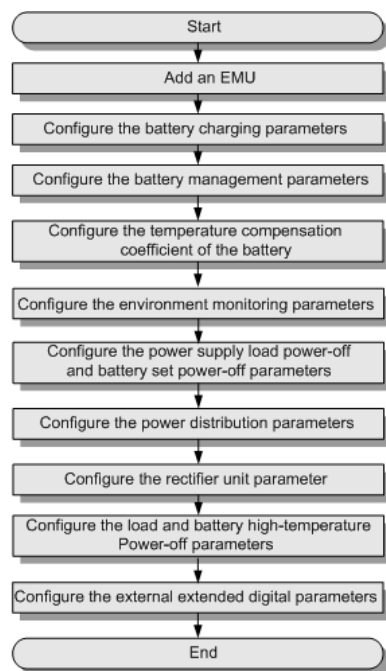 Start
Add an EMU
Configure the battery charging parameters
Configure the battery management parameters
Configure the temperature compensation
coefficient of the battery
Configure the environment monitoring parameters
Configure the power supply load power-off
and battery set power-off parameters
Configure the power distribution parameters
Configure the rectifier unit parameter
Configure the load and battery high-temperature
Power-off parameters
Configure the external extended digital parameters
End